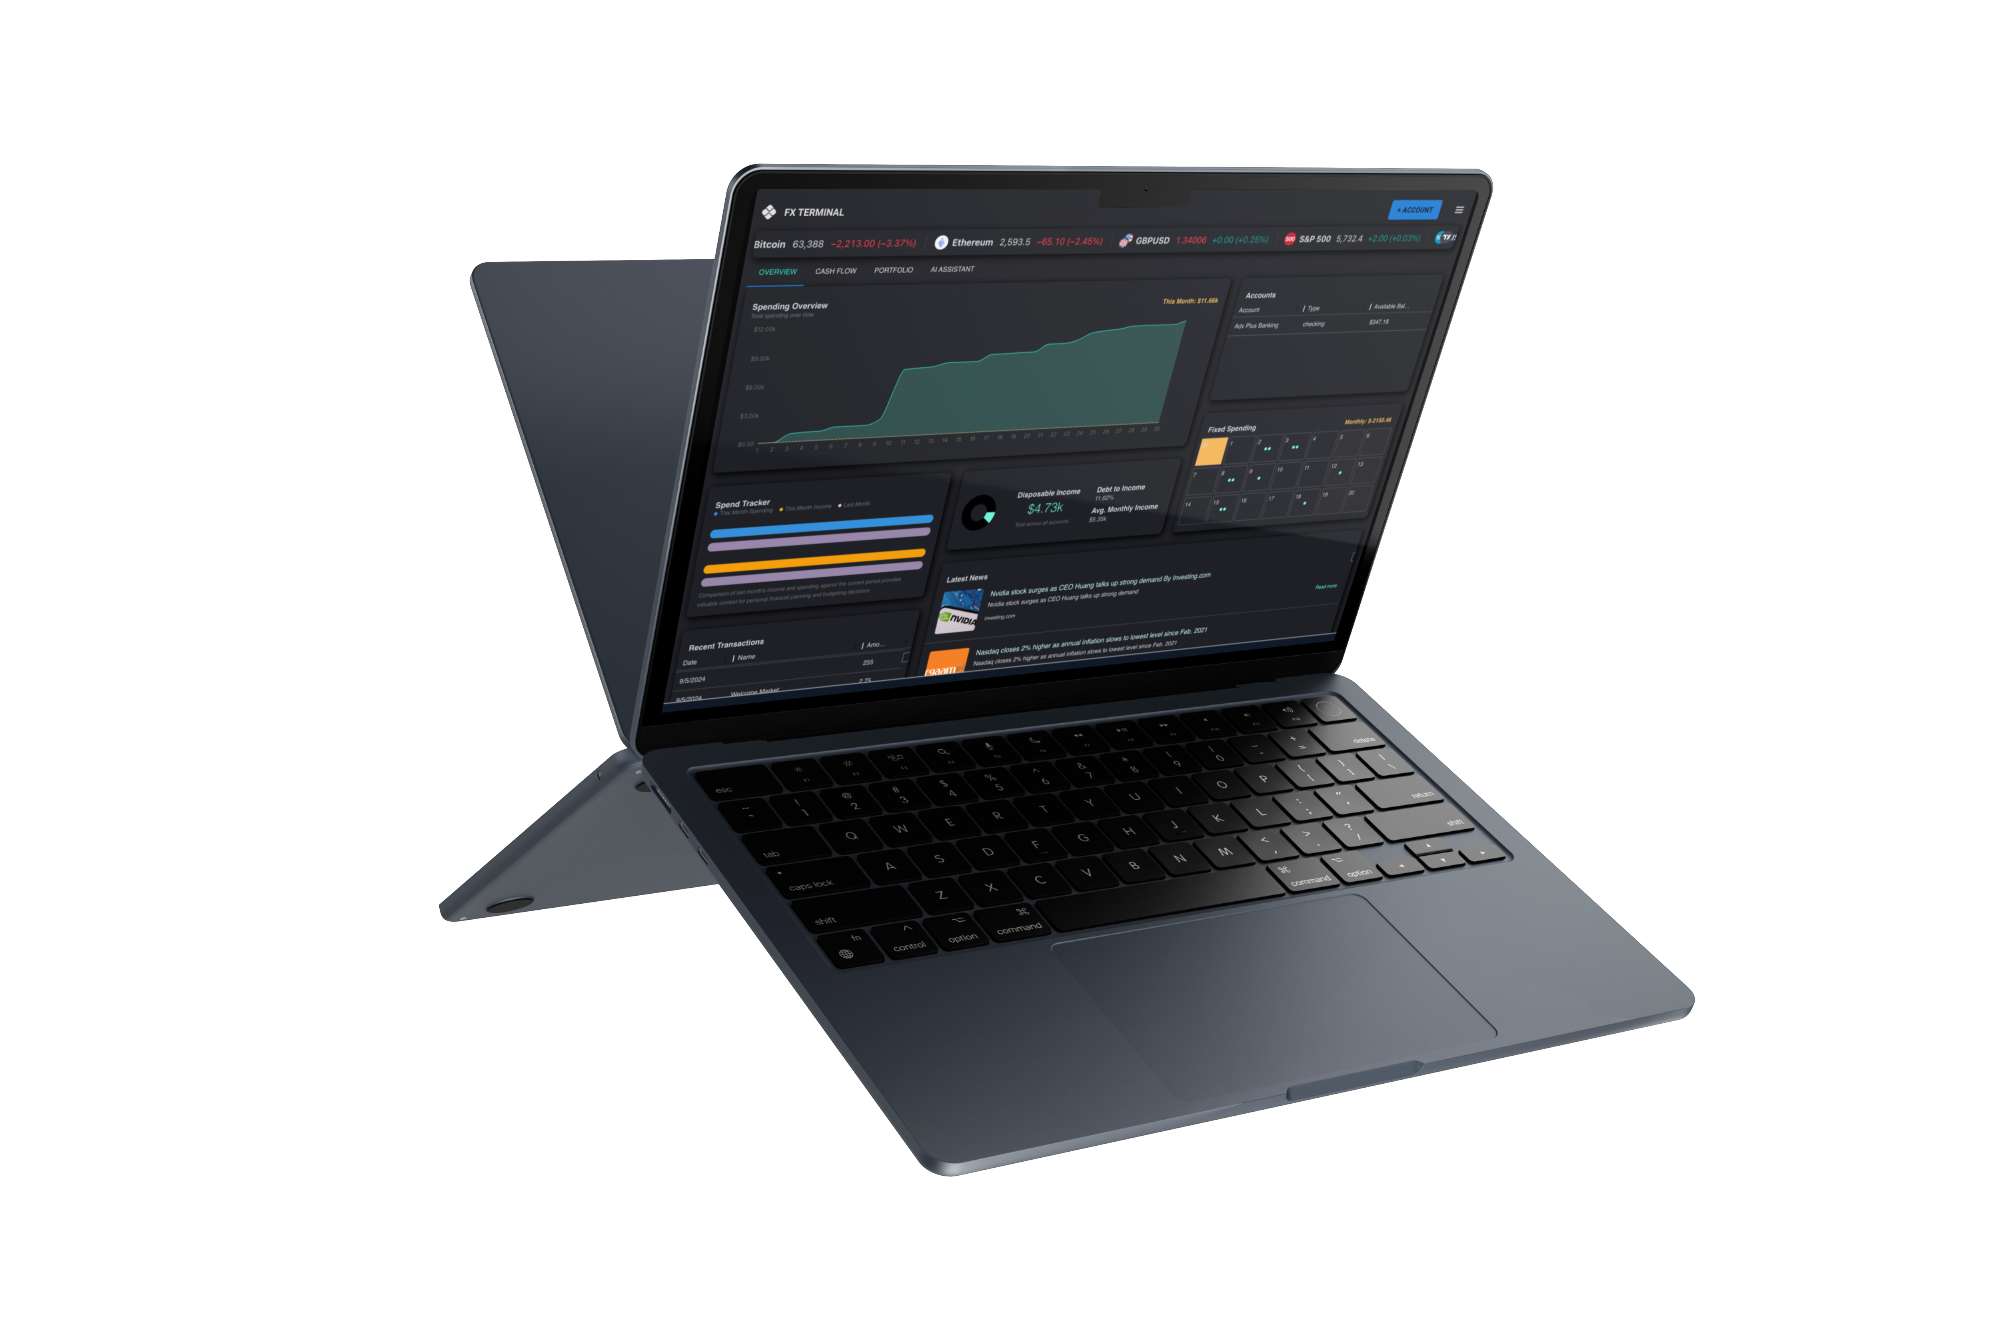 FX TERMINAL
+ ACCOUNT
Bitcoin 63,388 −2,213.00 (−3.37%) Ethereum 2,593.5 −65.10 (−2.45%) GBPUSD 1.34006 +0.00 (+0.25%) 500 S&P 500 5,732.4 +2.00 (+0.03%)
OVERVIEW CASH FLOW PORTFOLIO AI ASSISTANT
Spending Overview
Total spending over time
This Month: $11.66k
$12.00k
$9.00k
$6.00k
$3.00k
$0.00
1 2 3 4 5 6 7 8 9 10 11 12 13 14 15 16 17 18 19 20 21 22 23 24 25 26 27 28 29 30
Accounts
Account Type Available Bal...
Adv Plus Banking checking $347.18
Fixed Spending
Monthly: $-2150.46
1 2 3 4 5 6
7 8 9 10 11 12 13
14 15 16 17 18 19 20
Spend Tracker
This Month Spending This Month Income Last Month
Comparison of last month's income and spending against the current period provides
valuable context for personal financial planning and budgeting decisions.
Disposable Income
$4.73k
Total across all accounts
Debt to Income
11.62%
Avg. Monthly Income
$5.35k
Recent Transactions
Date Name Amo...
9/5/2024 255
9/5/2024 Welcome Market 2.75
Latest News
Nvidia stock surges as CEO Huang talks up strong demand By Investing.com
Nvidia stock surges as CEO Huang talks up strong demand
Investing.com
Read more
NVIDIA
Nasdaq closes 2% higher as annual inflation slows to lowest level since Feb. 2021
Nasdaq closes 2% higher as annual inflation slows to lowest level since Feb. 2021
esc
~ ` ! 1 @ 2 # 3 $ 4 % 5 ^ 6 & 7 * 8 ( 9 ) 0 — - + = delete
tab Q W E R T Y U I O P { [ } ] | \
caps lock A S D F G H J K L : ; " ' return
shift Z X C V B N M < , > . ? / shift
fn control option command command option